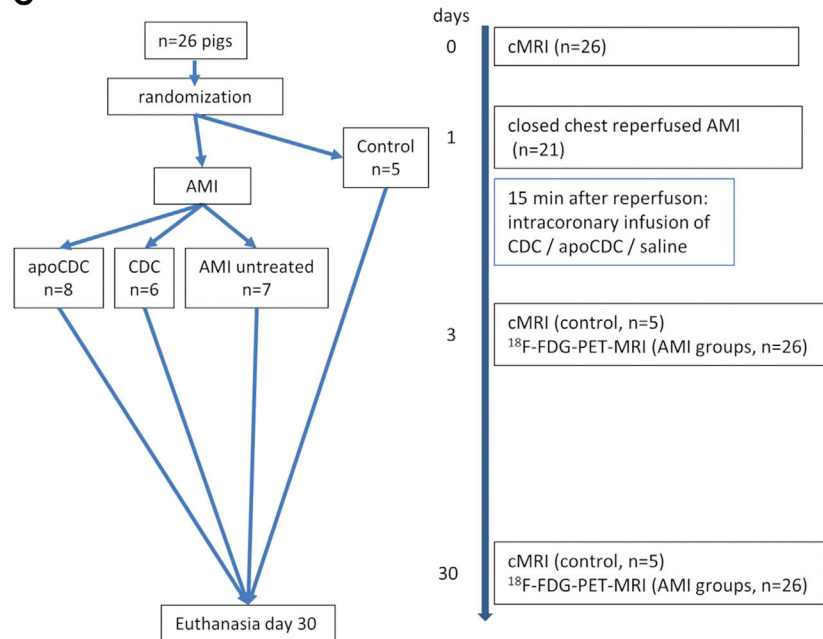 n=26 pigs
randomization
Control
n=5
AMI
apoCDC
n=8
CDC
n=6
AMI untreated
n=7
Euthanasia day 30
days
0
cMRI (n=26)
1
closed chest reperfused AMI
(n=21)
15 min after reperfuson:
intracoronary infusion of
CDC / apoCDC / saline
3
cMRI (control, n=5)
¹⁸F-FDG-PET-MRI (AMI groups, n=26)
30
cMRI (control, n=5)
¹⁸F-FDG-PET-MRI (AMI groups, n=26)